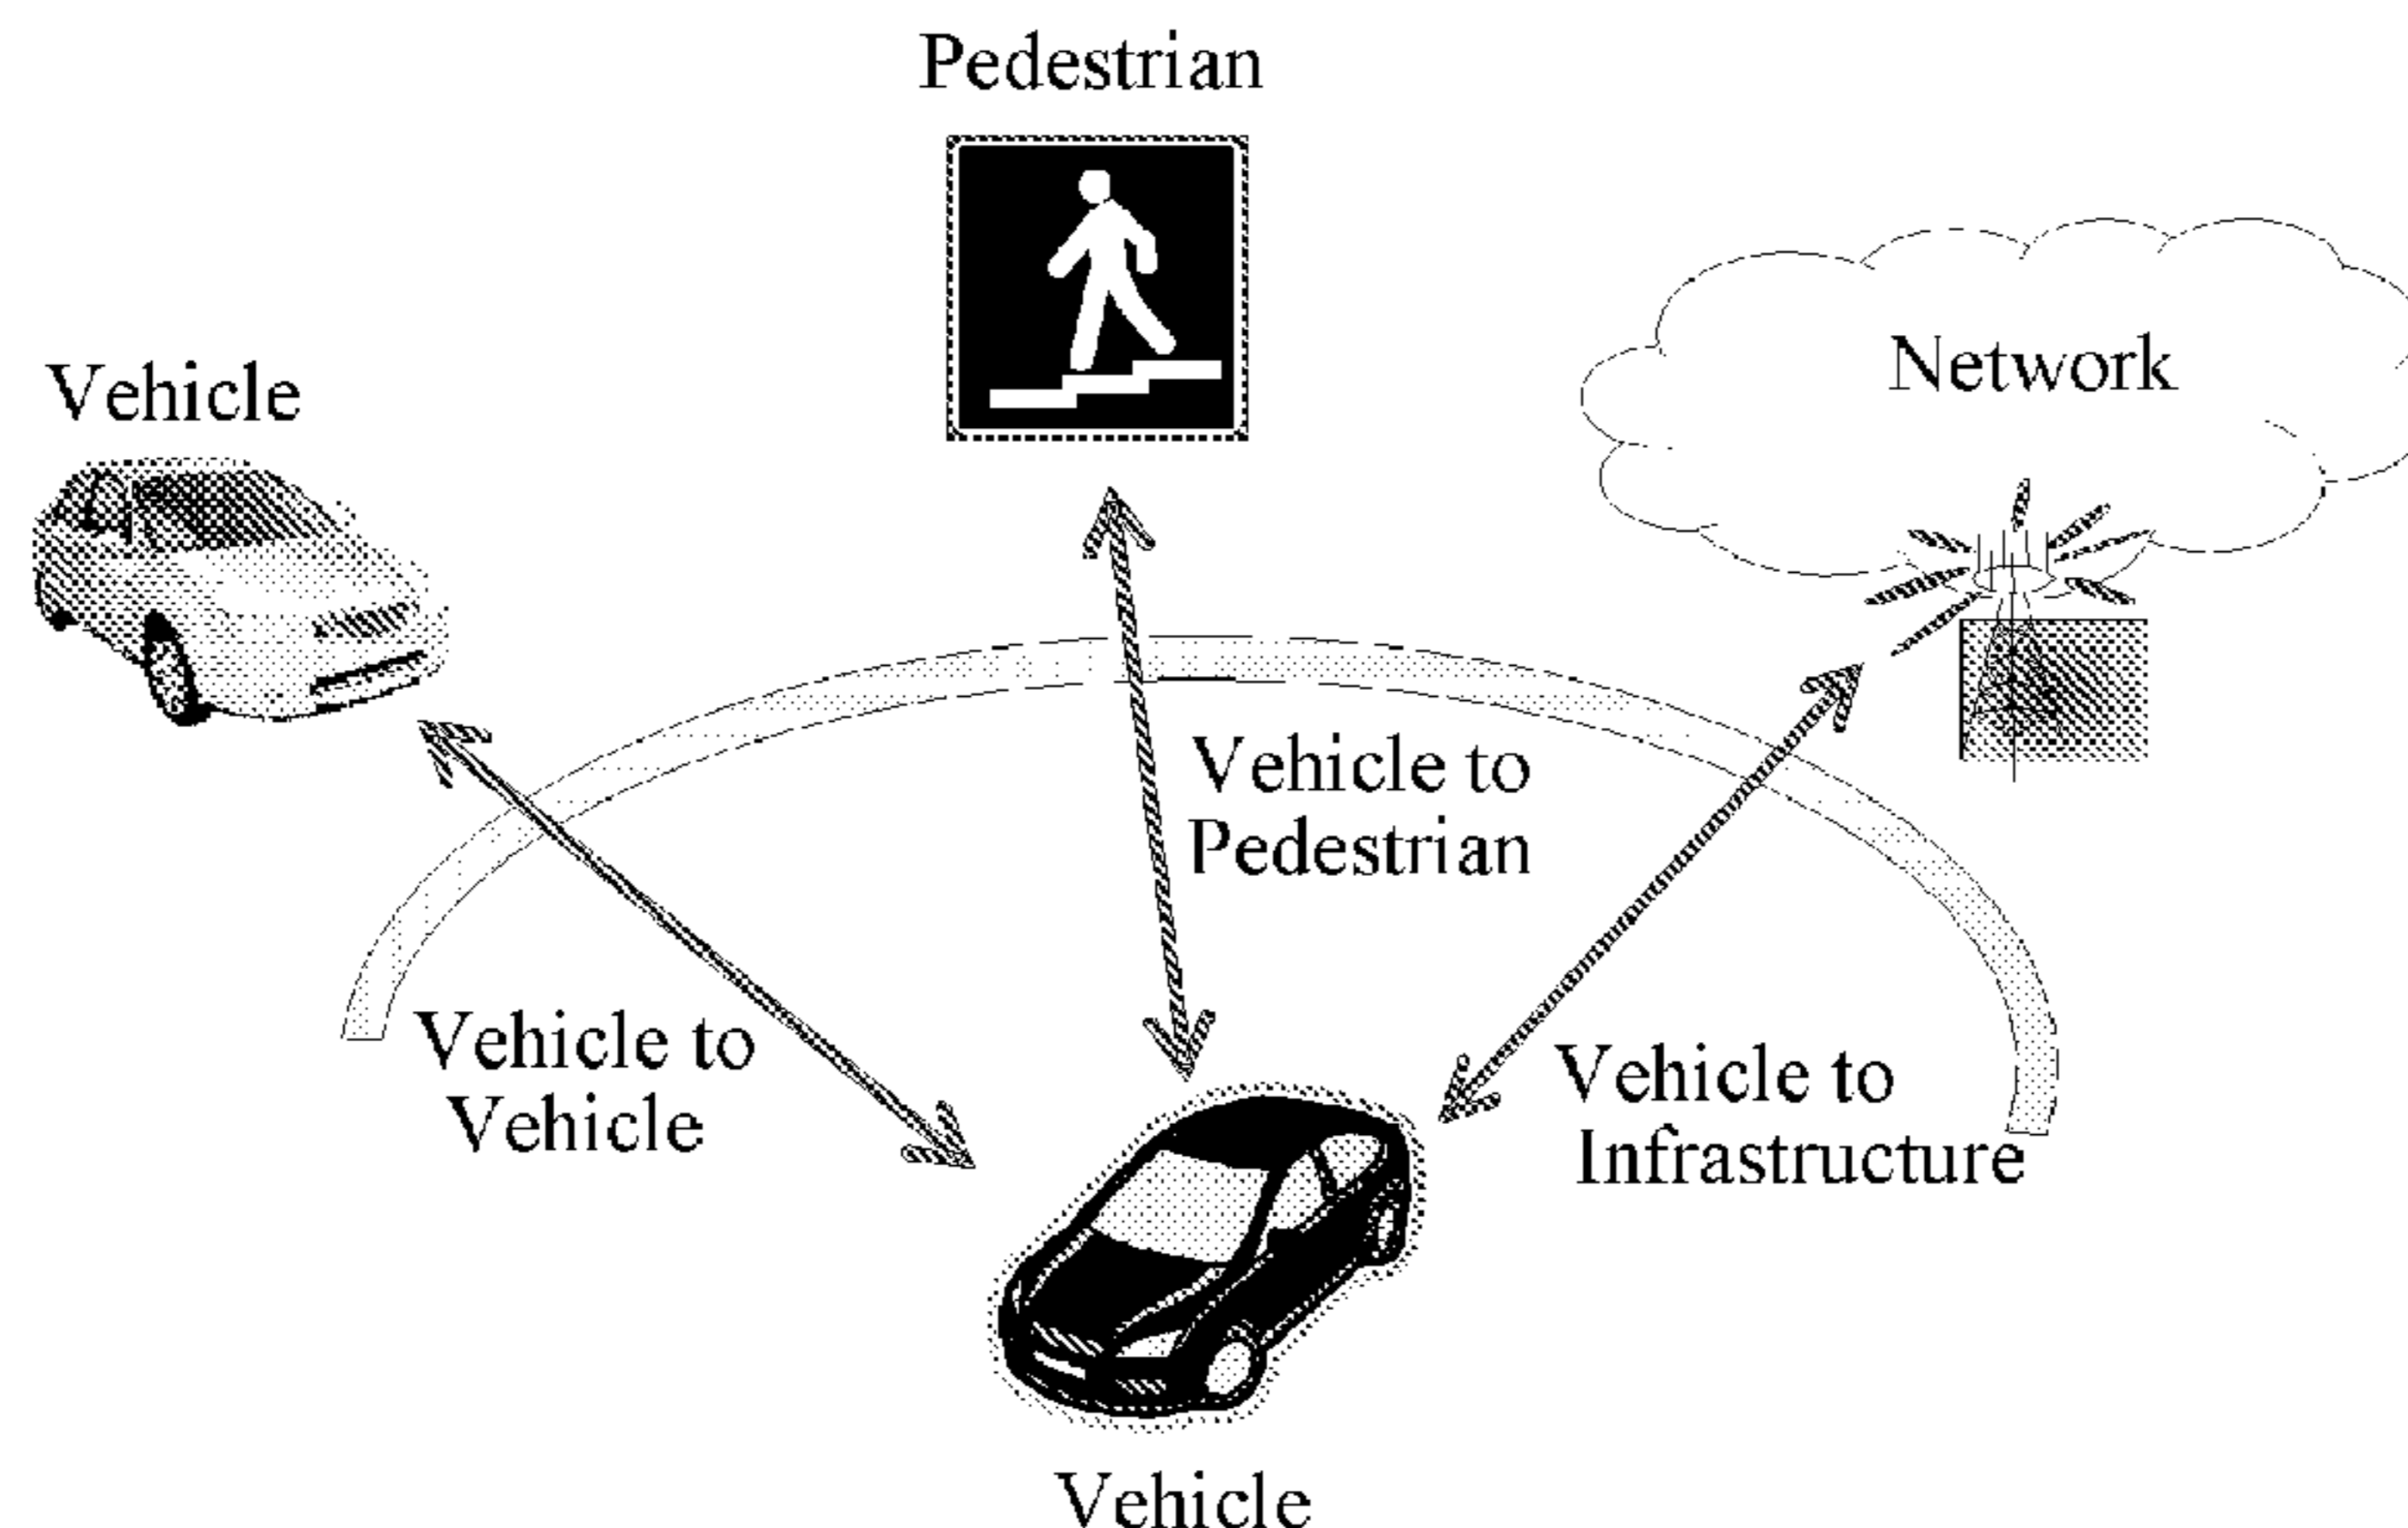 Pedestrian
Network
Vehicle
Vehicle to
Pedestrian
Vehicle to
Vehicle
Vehicle to
Infrastructure
Vehicle